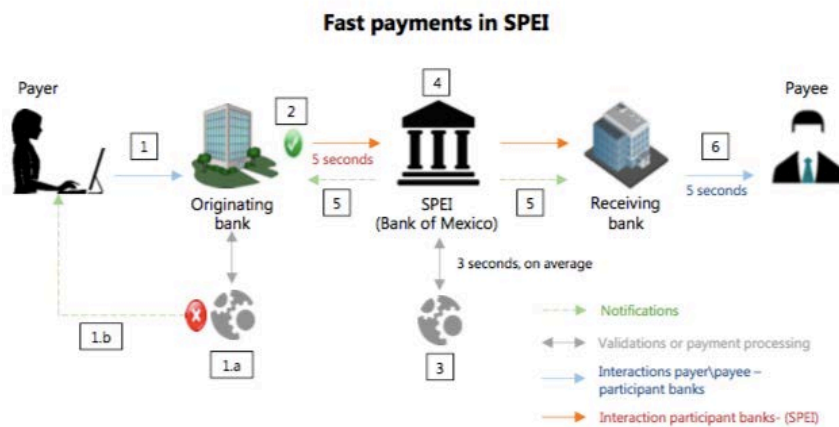 Fast payments in SPEI
Payer
4
Payee
2
1
6
5 seconds
5 seconds
5
5
Originating
bank
SPEI
(Bank of Mexico)
Receiving
bank
3 seconds, on average
1.b
1.a
3
Notifications
Validations or payment processing
Interactions payer\payee –
participant banks
Interaction participant banks- (SPEI)